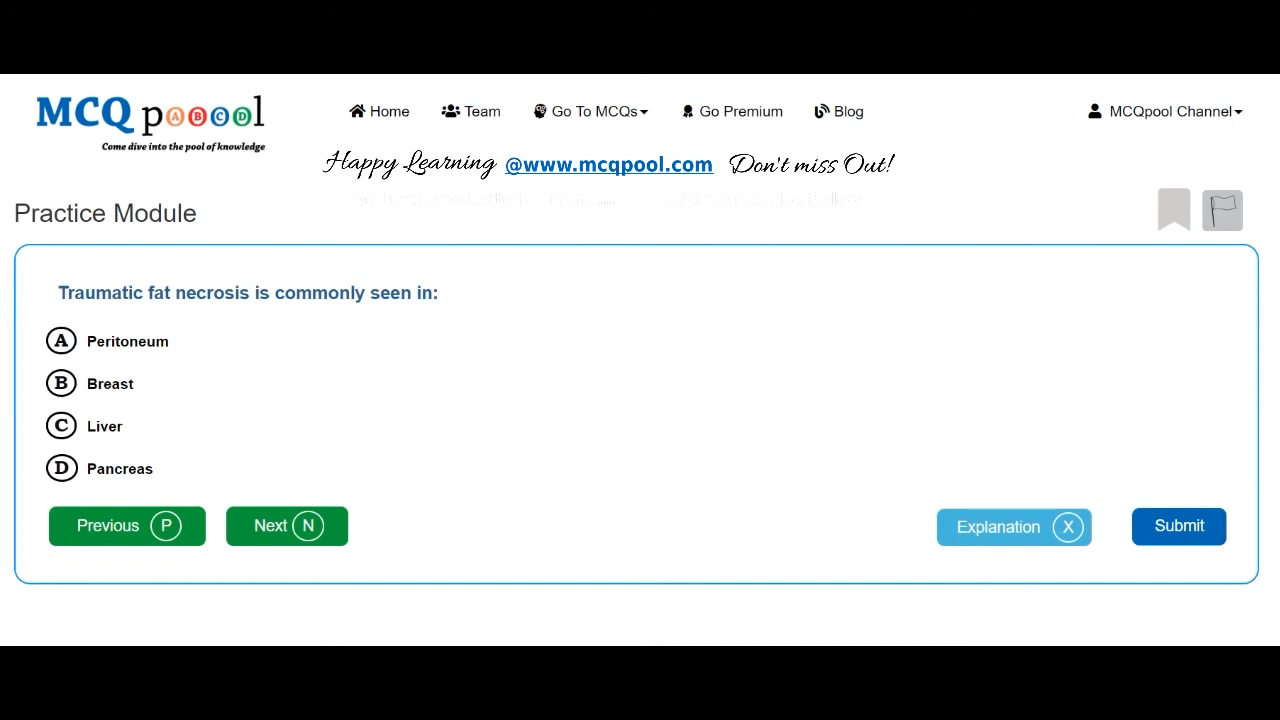 MCQ pABCDl
Come dive into the pool of knowledge
Home Team Go To MCQs Go Premium Blog MCQpool Channel
Happy Learning @www.mcqpool.com Don't miss Out!
Practice Module
Traumatic fat necrosis is commonly seen in:
A Peritoneum
B Breast
C Liver
D Pancreas
Previous P Next N Explanation X Submit